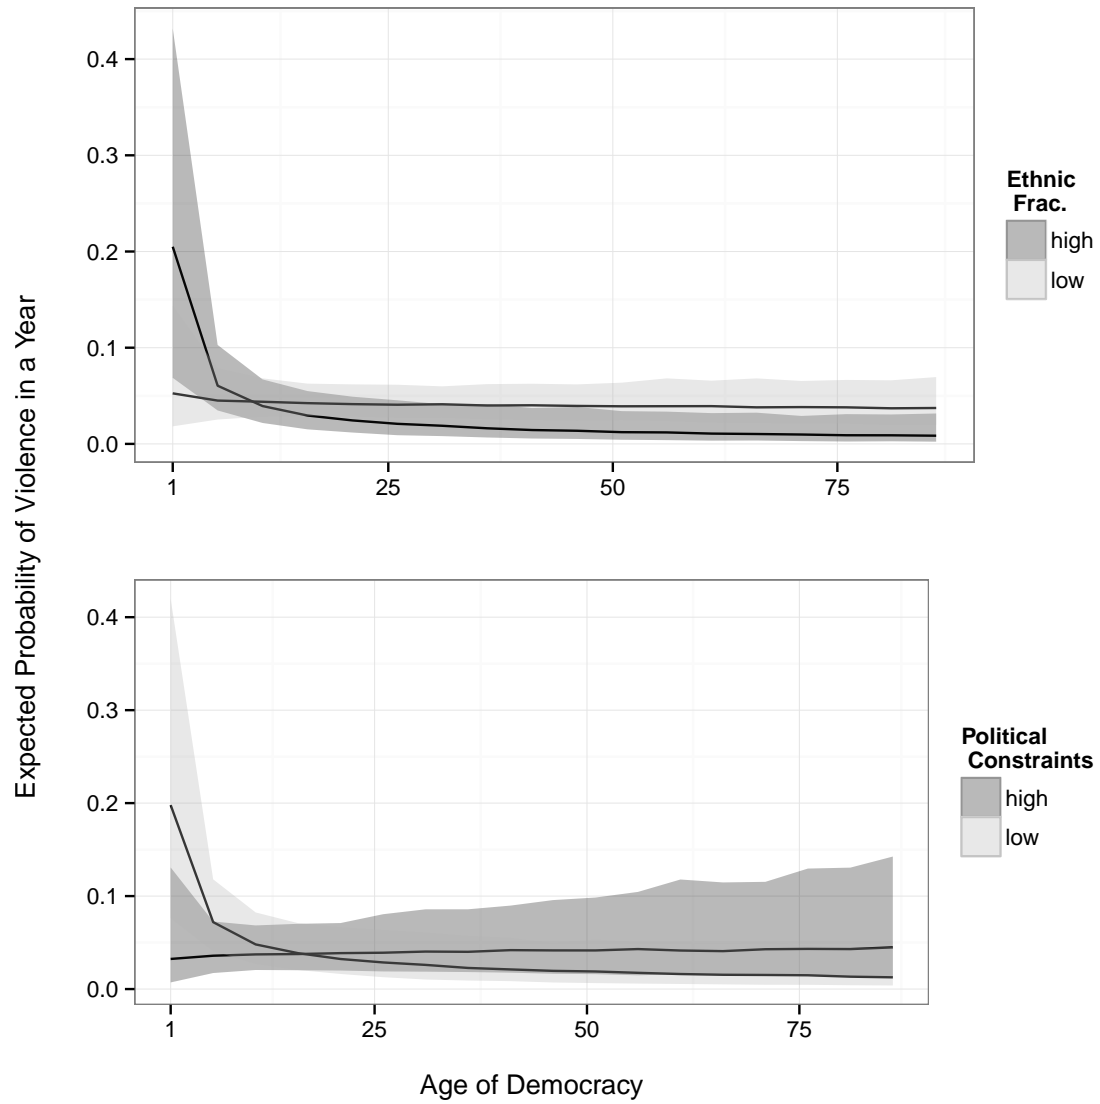 Expected Probability of Violence in a Year
0.4
0.3
0.2
0.1
0.0
1 25 50 75
Ethnic
Frac.
high
low
0.4
0.3
0.2
0.1
0.0
1 25 50 75
Political
Constraints
high
low
Age of Democracy